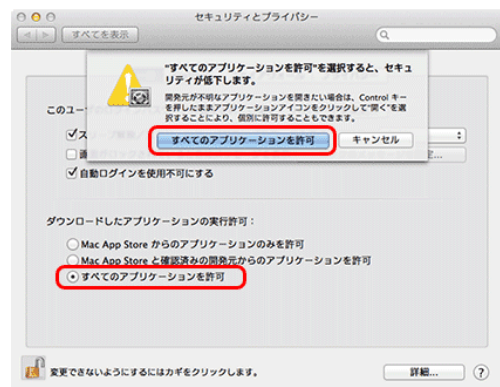 セキュリティとプライバシー
すべてを表示
"すべてのアプリケーションを許可"を選択すると、セキュ
リティが低下します。
開発元が不明なアプリケーションを開きたい場合は、Control キー
を押したままアプリケーションアイコンをクリックして"開く"を選
択することにより、個別に許可することもできます。
このユー
すべてのアプリケーションを許可 キャンセル
自動ログインを使用不可にする
ダウンロードしたアプリケーションの実行許可：
Mac App Store からのアプリケーションのみを許可
Mac App Store と確認済みの開発元からのアプリケーションを許可
すべてのアプリケーションを許可
変更できないようにするにはカギをクリックします。 詳細... ?